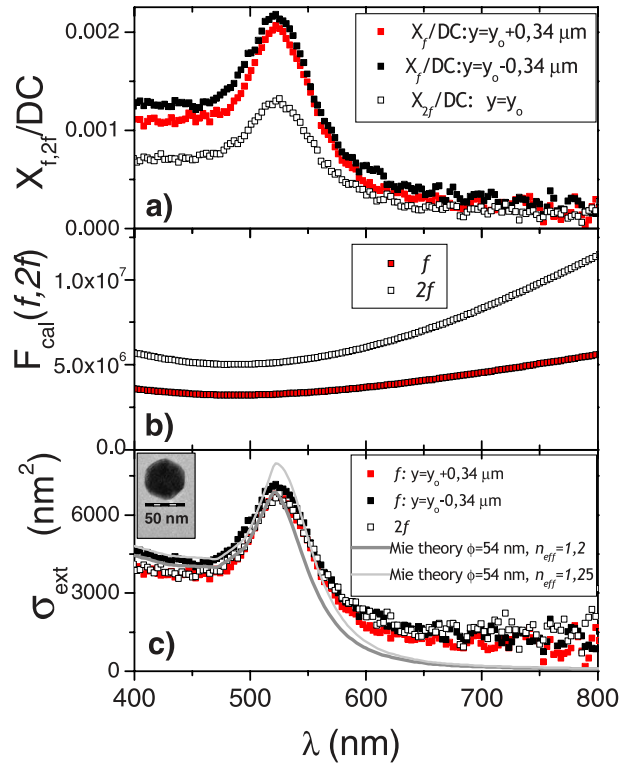 0.002
0.001
0.000
X_f,2f/DC
X_f/DC:y=y_o+0,34 µm
X_f/DC:y=y_o-0,34 µm
X_2f/DC: y=y_o
a)
1.0x10^7
5.0x10^6
0.0
F_cal(f,2f)
f
2f
b)
6000
3000
0
σ_ext (nm²)
50 nm
f: y=y_o+0,34 µm
f: y=y_o-0,34 µm
2f
Mie theory ϕ=54 nm, n_eff=1,2
Mie theory ϕ=54 nm, n_eff=1,25
c)
400 500 600 700 800
λ (nm)